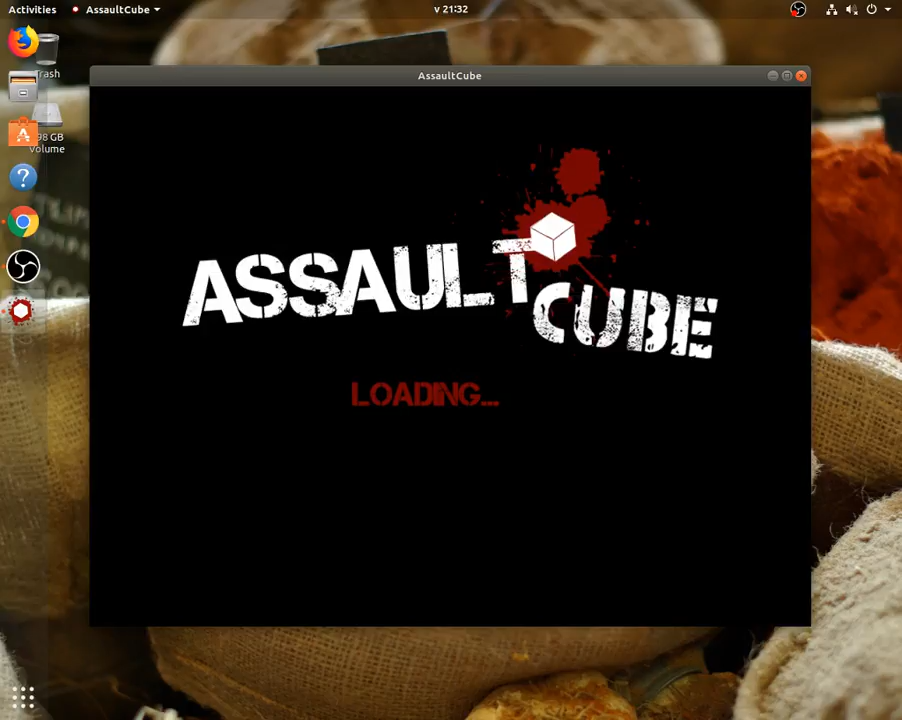 Activities
AssaultCube
v 21:32
Trash
98 GB
Volume
AssaultCube
ASSAULT
CUBE
LOADING...